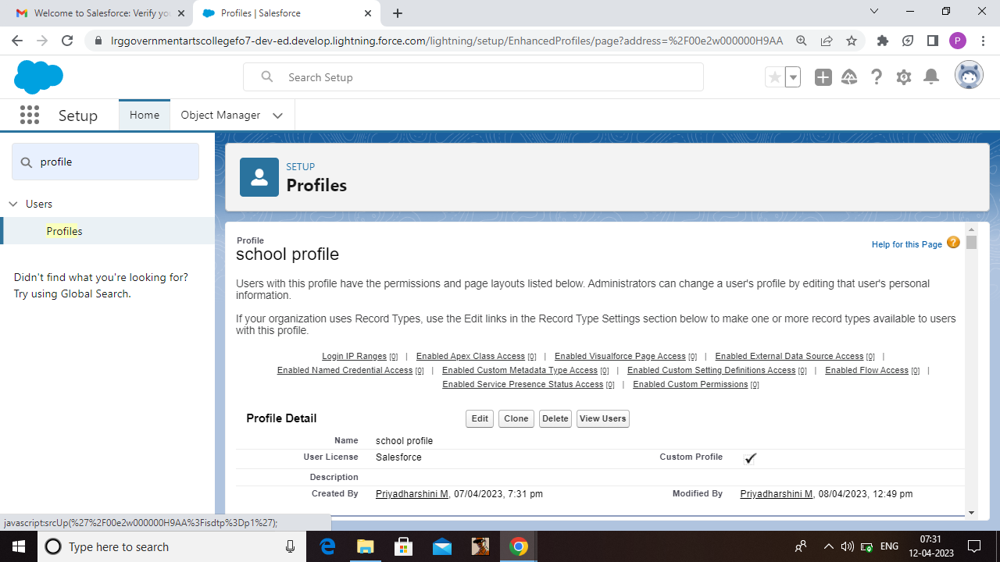 Welcome to Salesforce: Verify you
Profiles | Salesforce
lrggovernmentartscollegefo7-dev-ed.develop.lightning.force.com/lightning/setup/EnhancedProfiles/page?address=%2F00e2w000000H9AA
P
Search Setup
Setup
Home
Object Manager
profile
Users
Profiles
Didn't find what you're looking for?
Try using Global Search.
SETUP
Profiles
Profile
school profile
Help for this Page
Users with this profile have the permissions and page layouts listed below. Administrators can change a user's profile by editing that user's personal
information.
If your organization uses Record Types, use the Edit links in the Record Type Settings section below to make one or more record types available to users
with this profile.
Login IP Ranges [0] | Enabled Apex Class Access [0] | Enabled Visualforce Page Access [0] | Enabled External Data Source Access [0] |
Enabled Named Credential Access [0] | Enabled Custom Metadata Type Access [0] | Enabled Custom Setting Definitions Access [0] | Enabled Flow Access [0] |
Enabled Service Presence Status Access [0] | Enabled Custom Permissions [0]
Profile Detail Edit Clone Delete View Users
Name school profile
User License Salesforce Custom Profile
Description
Created By Priyadharshini M, 07/04/2023, 7:31 pm Modified By Priyadharshini M, 08/04/2023, 12:49 pm
javascript:srcUp(%27%2F00e2w000000H9AA%3Fisdtp%3Dp1%27);
Type here to search
ENG
07:31
12-04-2023